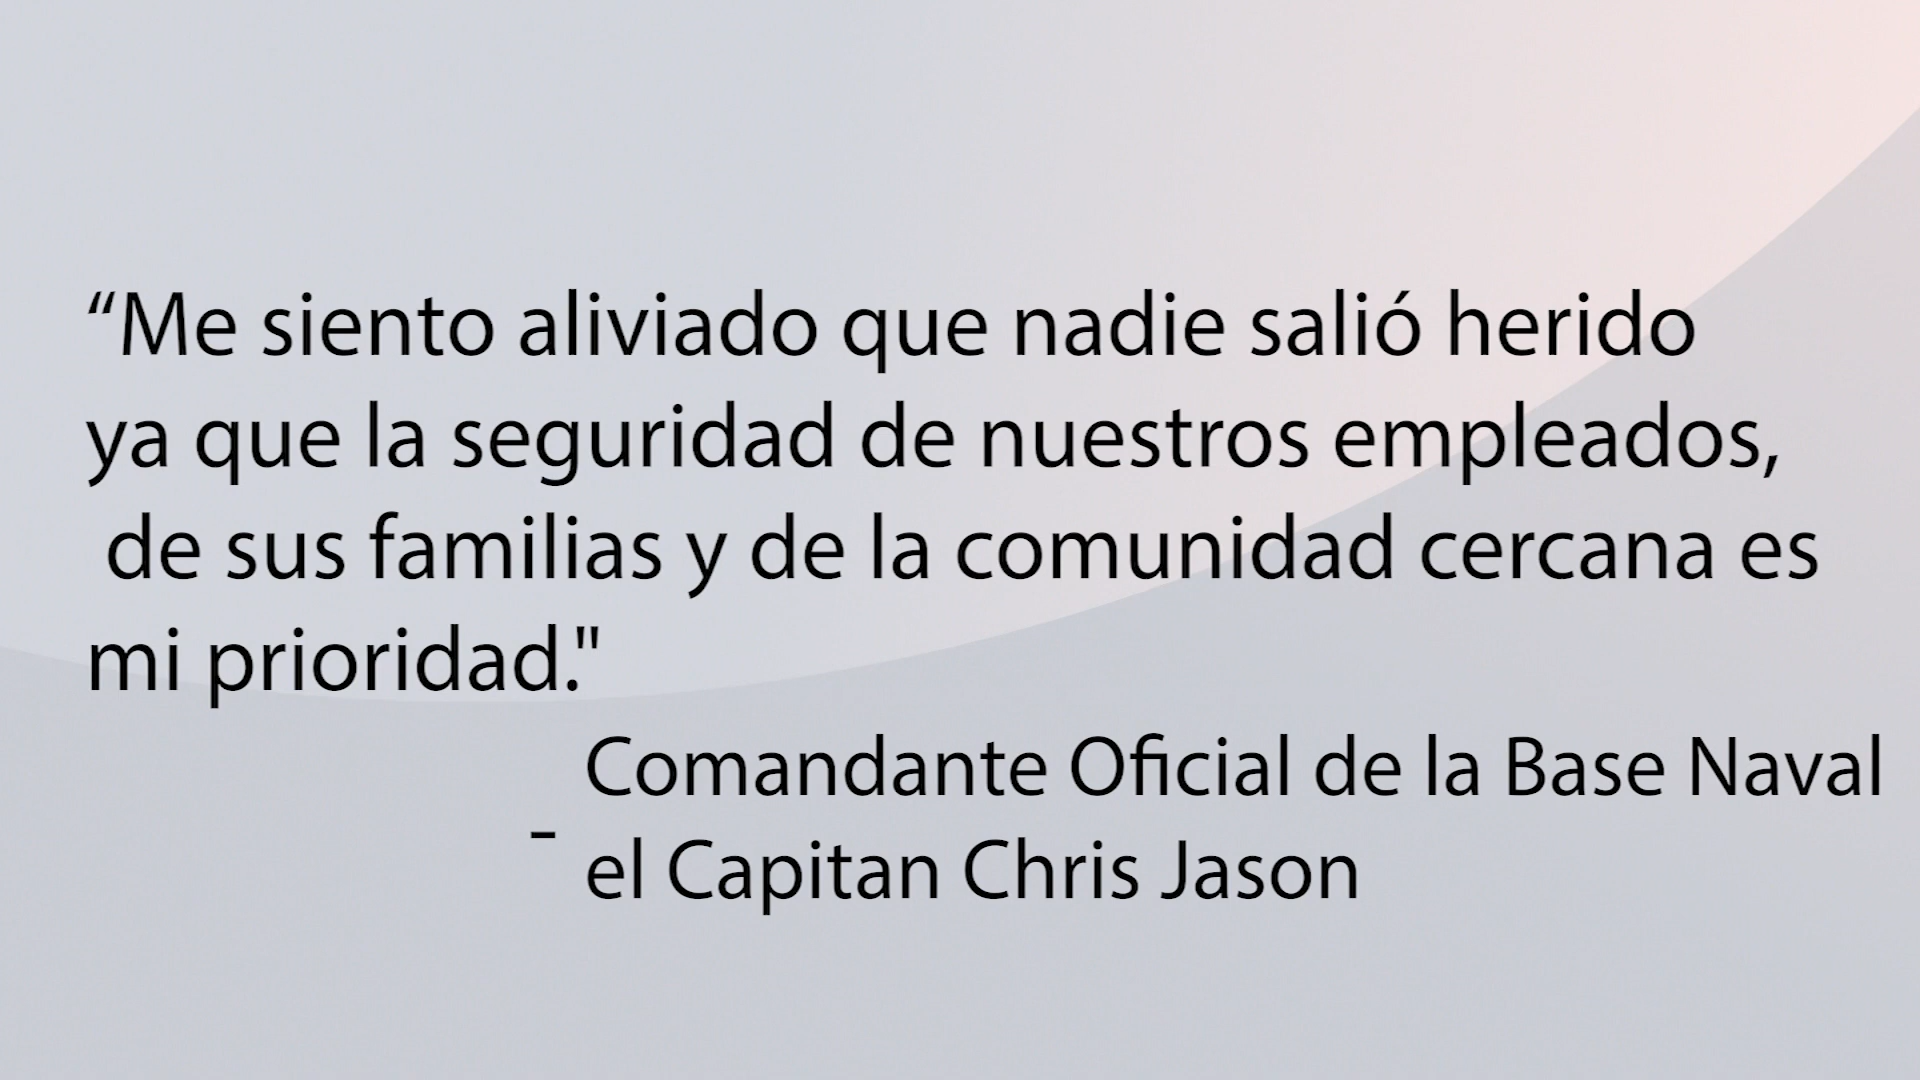 “Me siento aliviado que nadie salió herido
ya que la seguridad de nuestros empleados,
de sus familias y de la comunidad cercana es
mi prioridad."
Comandante Oficial de la Base Naval
- el Capitan Chris Jason